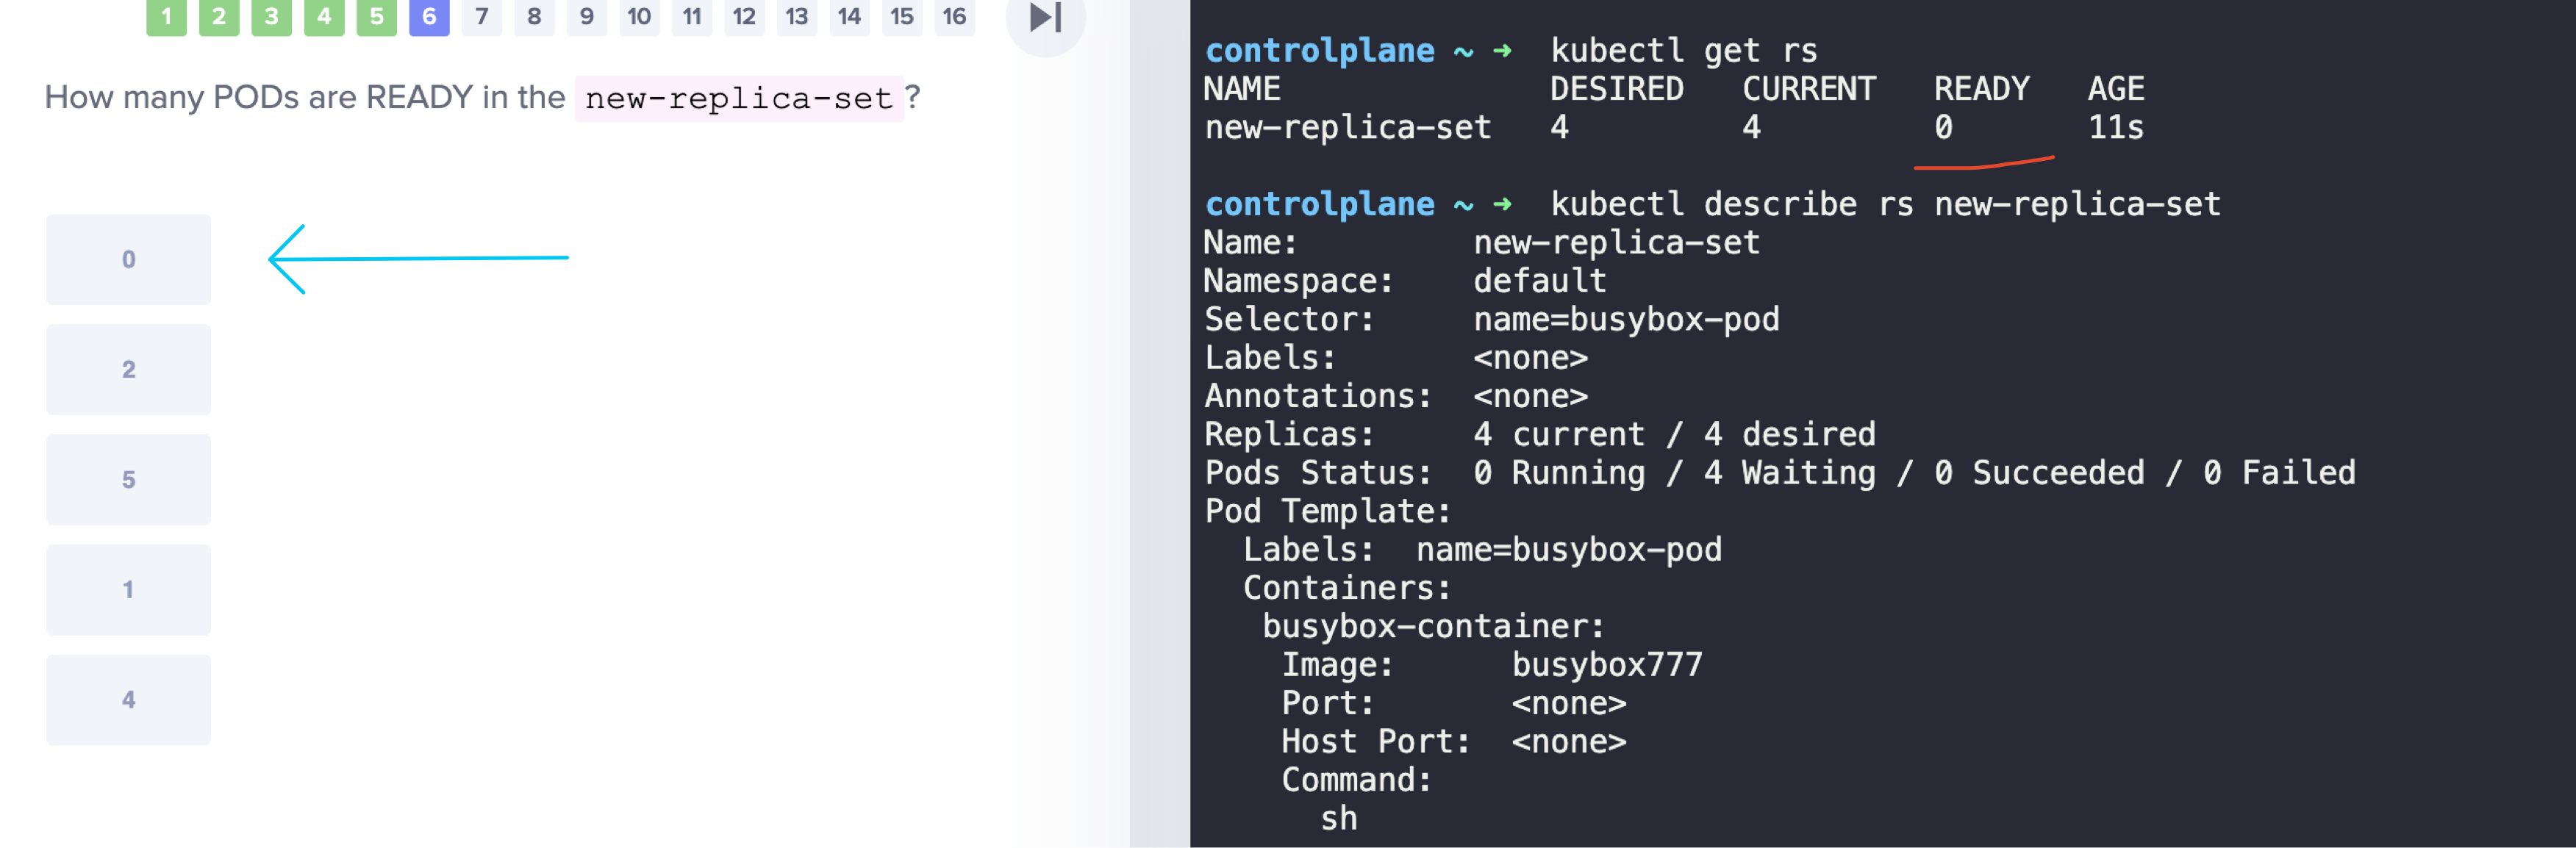 1 2 3 4 5 6 7 8 9 10 11 12 13 14 15 16
How many PODs are READY in the new-replica-set ?
0
2
5
1
4
controlplane ~ ➜  kubectl get rs
NAME              DESIRED   CURRENT   READY   AGE
new-replica-set   4         4         0       11s
controlplane ~ ➜  kubectl describe rs new-replica-set
Name:         new-replica-set
Namespace:    default
Selector:     name=busybox-pod
Labels:       <none>
Annotations:  <none>
Replicas:     4 current / 4 desired
Pods Status:  0 Running / 4 Waiting / 0 Succeeded / 0 Failed
Pod Template:
  Labels:  name=busybox-pod
  Containers:
   busybox-container:
    Image:      busybox777
    Port:       <none>
    Host Port:  <none>
    Command:
      sh